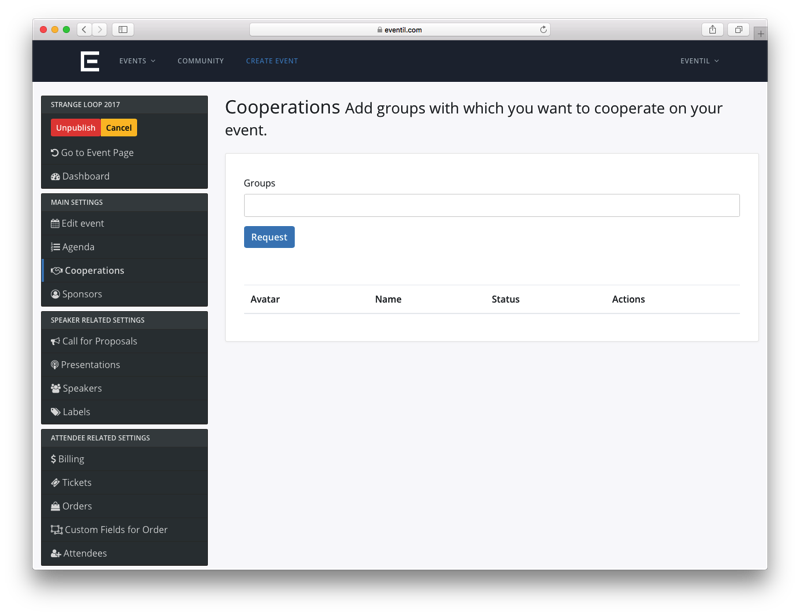 eventil.com
E
EVENTS
COMMUNITY
CREATE EVENT
EVENTIL
STRANGE LOOP 2017
Unpublish
Cancel
Go to Event Page
Dashboard
MAIN SETTINGS
Edit event
Agenda
Cooperations
Sponsors
SPEAKER RELATED SETTINGS
Call for Proposals
Presentations
Speakers
Labels
ATTENDEE RELATED SETTINGS
Billing
Tickets
Orders
Custom Fields for Order
Attendees
Cooperations Add groups with which you want to cooperate on your
event.
Groups
Request
Avatar Name Status Actions